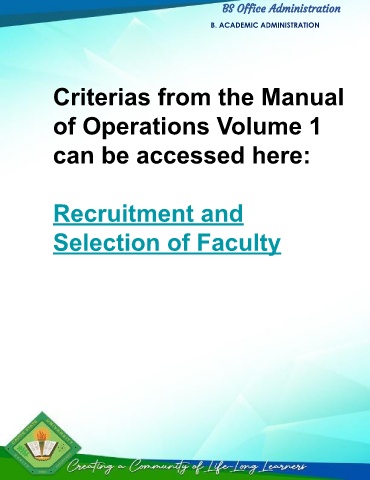 BS Office Administration
B. ACADEMIC ADMINISTRATION
Criterias from the Manual
of Operations Volume 1
can be accessed here:
Recruitment and
Selection of Faculty
Creating a Community of Life-Long Learners